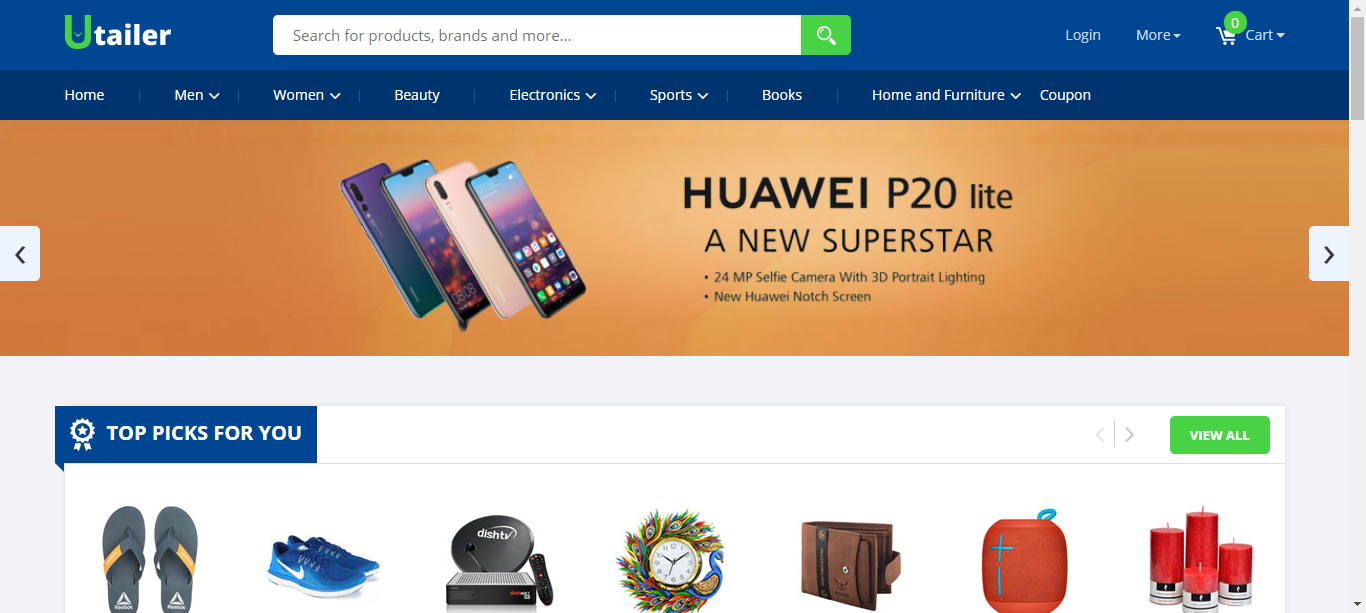 Utailer
Search for products, brands and more...
Login
More
0
Cart
Home
Men
Women
Beauty
Electronics
Sports
Books
Home and Furniture
Coupon
HUAWEI P20 lite
A NEW SUPERSTAR
• 24 MP Selfie Camera With 3D Portrait Lighting
• New Huawei Notch Screen
08:08
TOP PICKS FOR YOU
VIEW ALL
dishtv
Reebok
Reebok